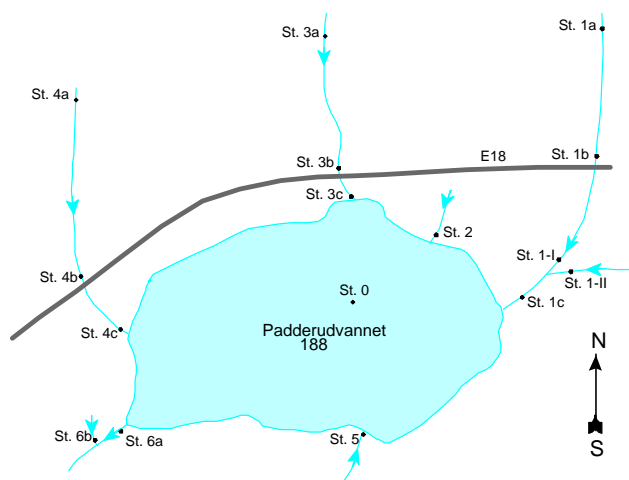 St. 3a
St. 1a
St. 4a
E18
St. 1b
St. 3b
St. 3c
St. 2
St. 1-I
St. 4b
St. 1-II
St. 0
St. 1c
St. 4c
Padderudvannet
188
N
St. 6b
St. 6a
St. 5
S